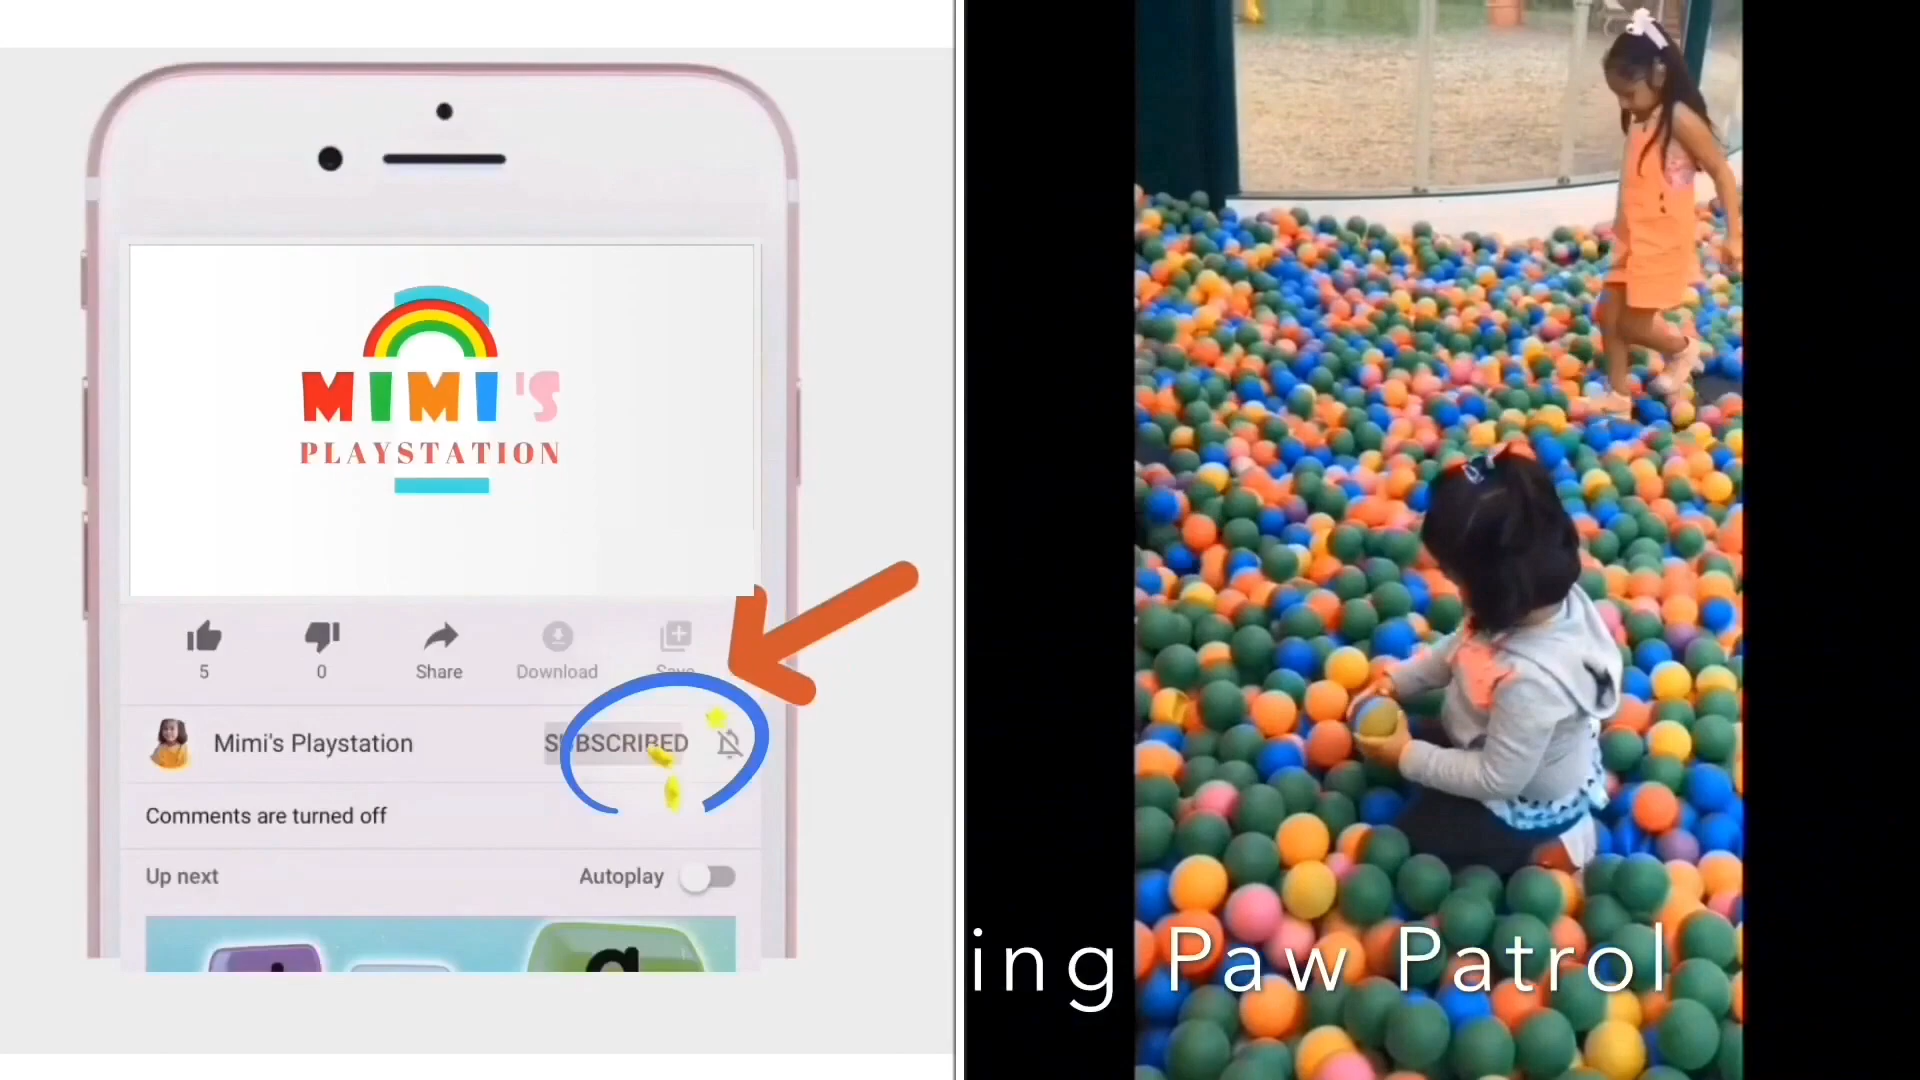 MIMI'S
PLAYSTATION
5
0
Share
Download
Save
Mimi's Playstation
SUBSCRIBED
Comments are turned off
Up next
Autoplay
a
ing Paw Patrol